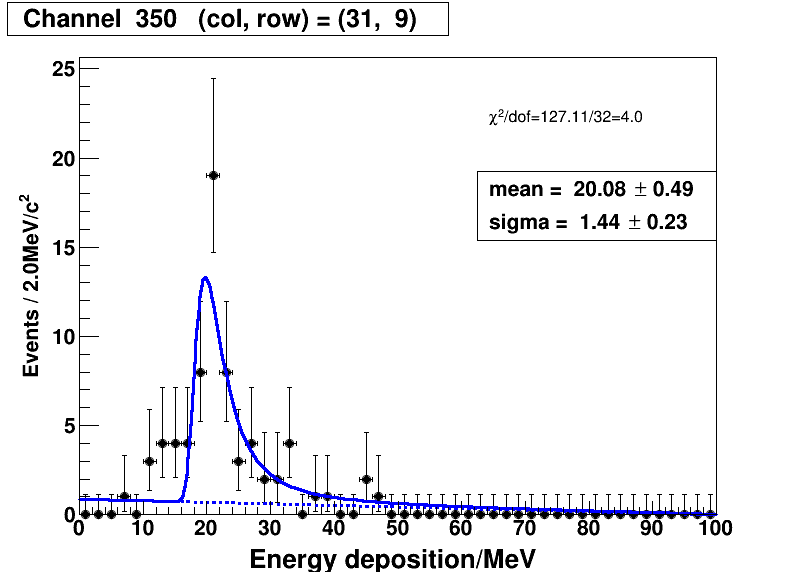 Channel 350 (col, row) = (31, 9)
χ²/dof=127.11/32=4.0
mean = 20.08 ± 0.49
sigma = 1.44 ± 0.23
Events / 2.0MeV/c²
25
20
15
10
5
0
0 10 20 30 40 50 60 70 80 90 100
Energy deposition/MeV